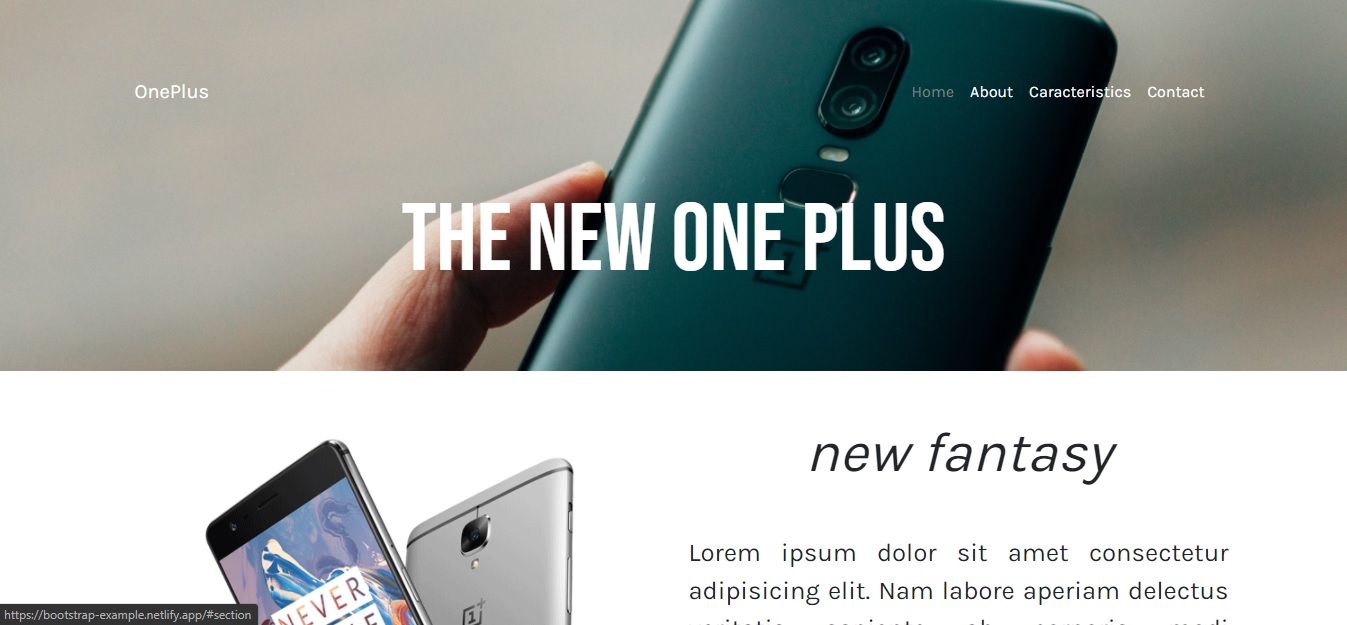 OnePlus
Home About Caracteristics Contact
THE NEW ONE PLUS
new fantasy
Lorem ipsum dolor sit amet consectetur
adipisicing elit. Nam labore aperiam delectus
NEVER
https://bootstrap-example.netlify.app/#section